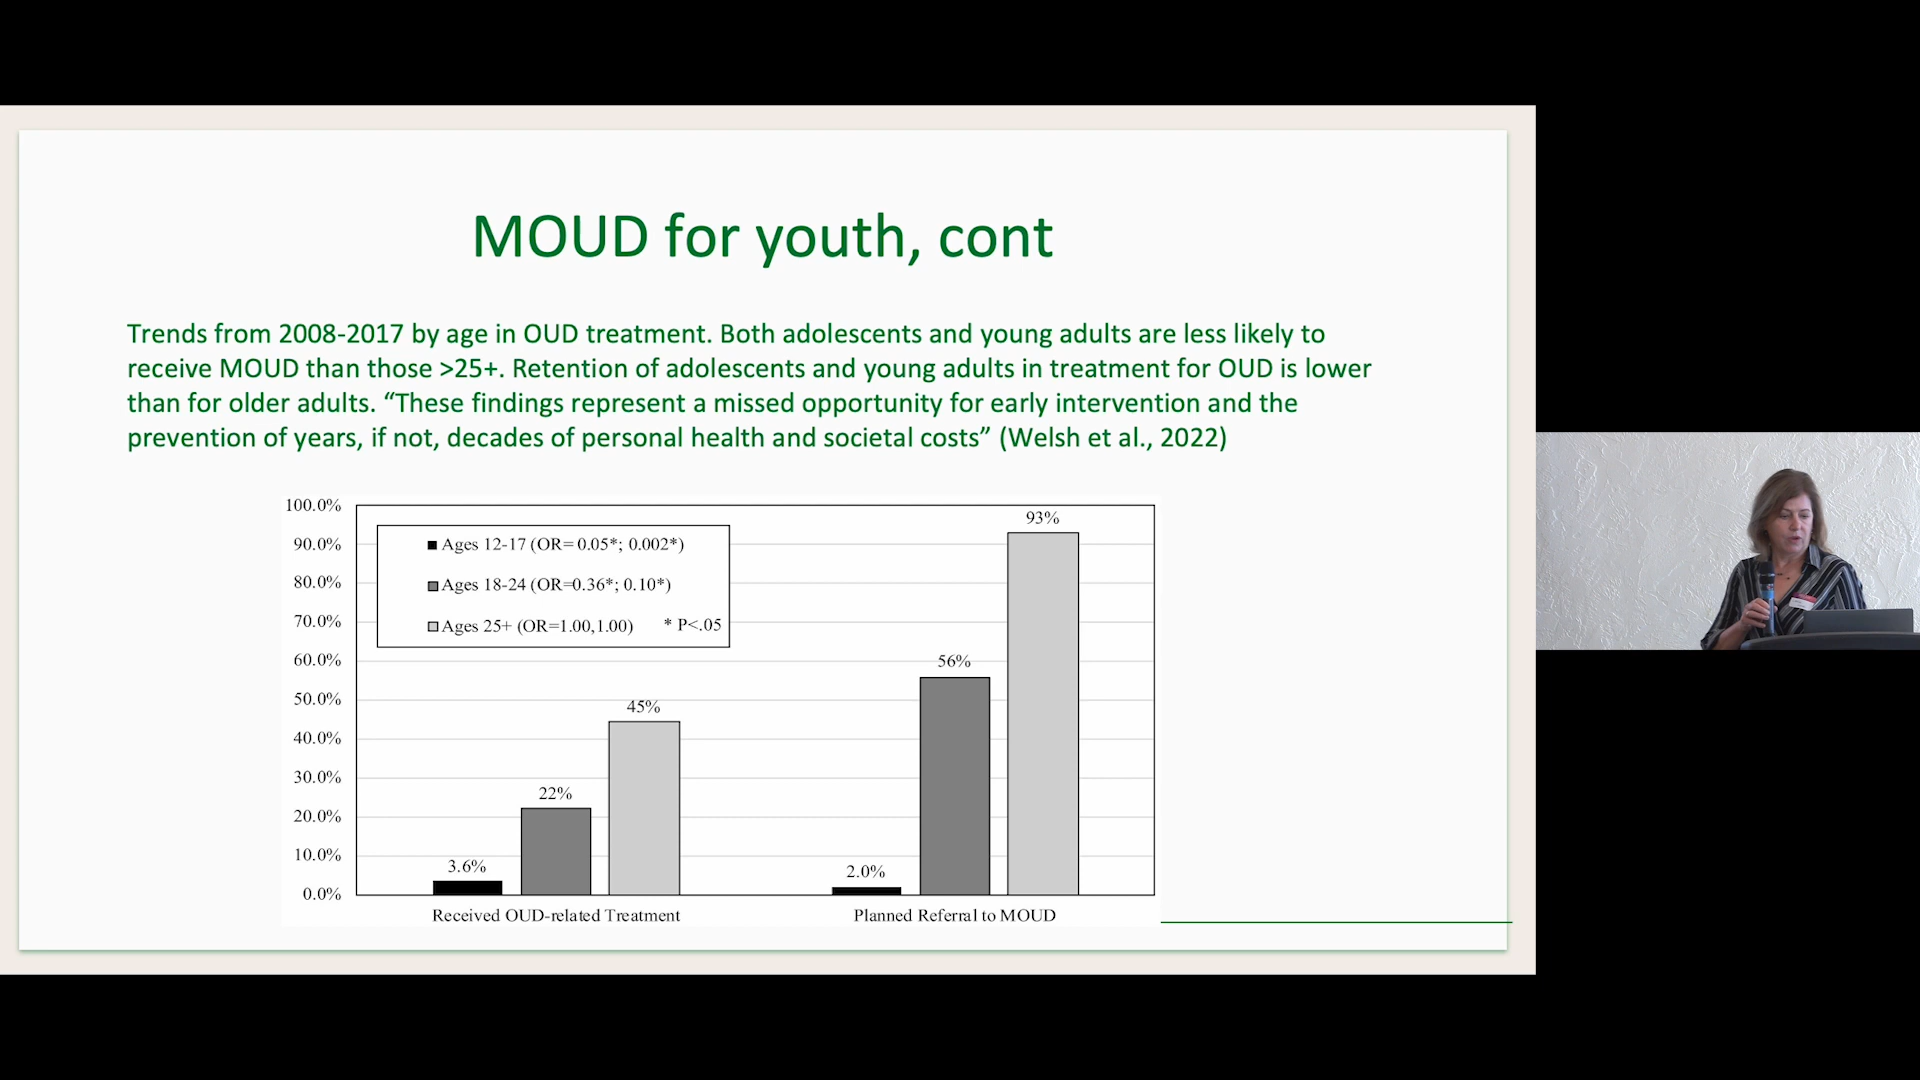 MOUD for youth, cont
Trends from 2008-2017 by age in OUD treatment. Both adolescents and young adults are less likely to
receive MOUD than those >25+. Retention of adolescents and young adults in treatment for OUD is lower
than for older adults. “These findings represent a missed opportunity for early intervention and the
prevention of years, if not, decades of personal health and societal costs” (Welsh et al., 2022)
100.0%
90.0%
80.0%
70.0%
60.0%
50.0%
40.0%
30.0%
20.0%
10.0%
0.0%
Ages 12-17 (OR= 0.05*; 0.002*)
Ages 18-24 (OR=0.36*; 0.10*)
Ages 25+ (OR=1.00,1.00) * P<.05
3.6%
22%
45%
2.0%
56%
93%
Received OUD-related Treatment
Planned Referral to MOUD